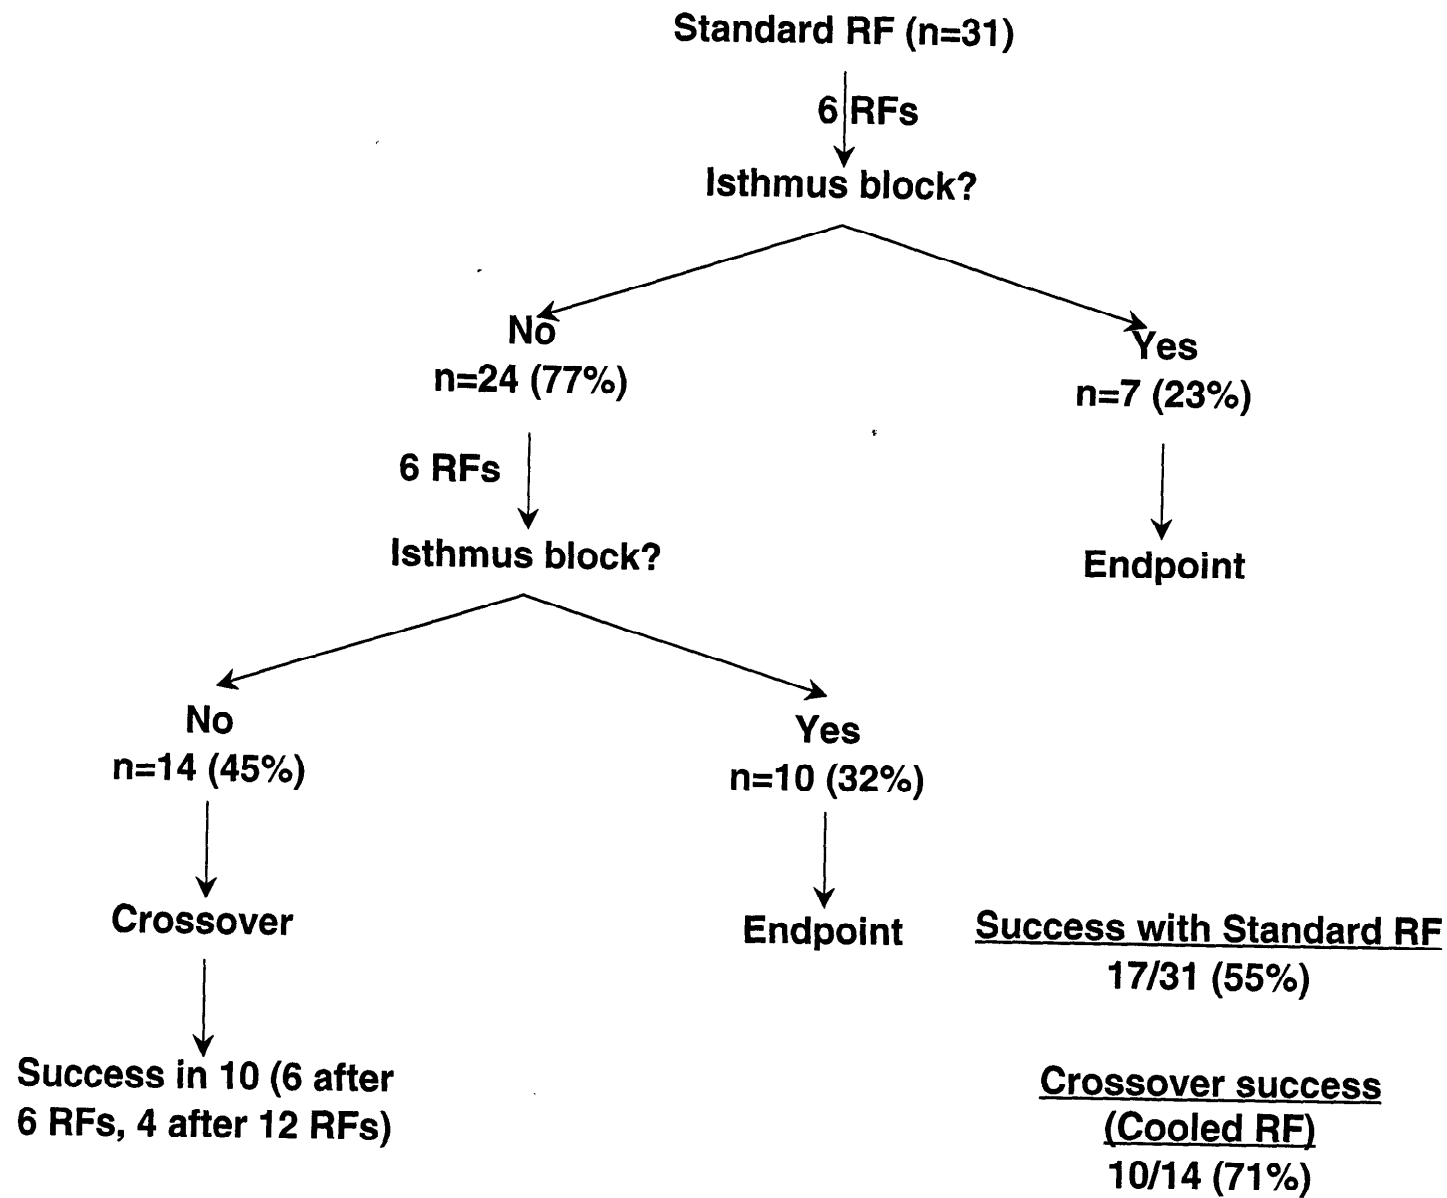 Standard RF (n=31)
6 RFs
Isthmus block?
No
n=24 (77%)
Yes
n=7 (23%)
6 RFs
Endpoint
Isthmus block?
No
n=14 (45%)
Yes
n=10 (32%)
Crossover
Endpoint
Success with Standard RF
17/31 (55%)
Success in 10 (6 after
6 RFs, 4 after 12 RFs)
Crossover success
(Cooled RF)
10/14 (71%)